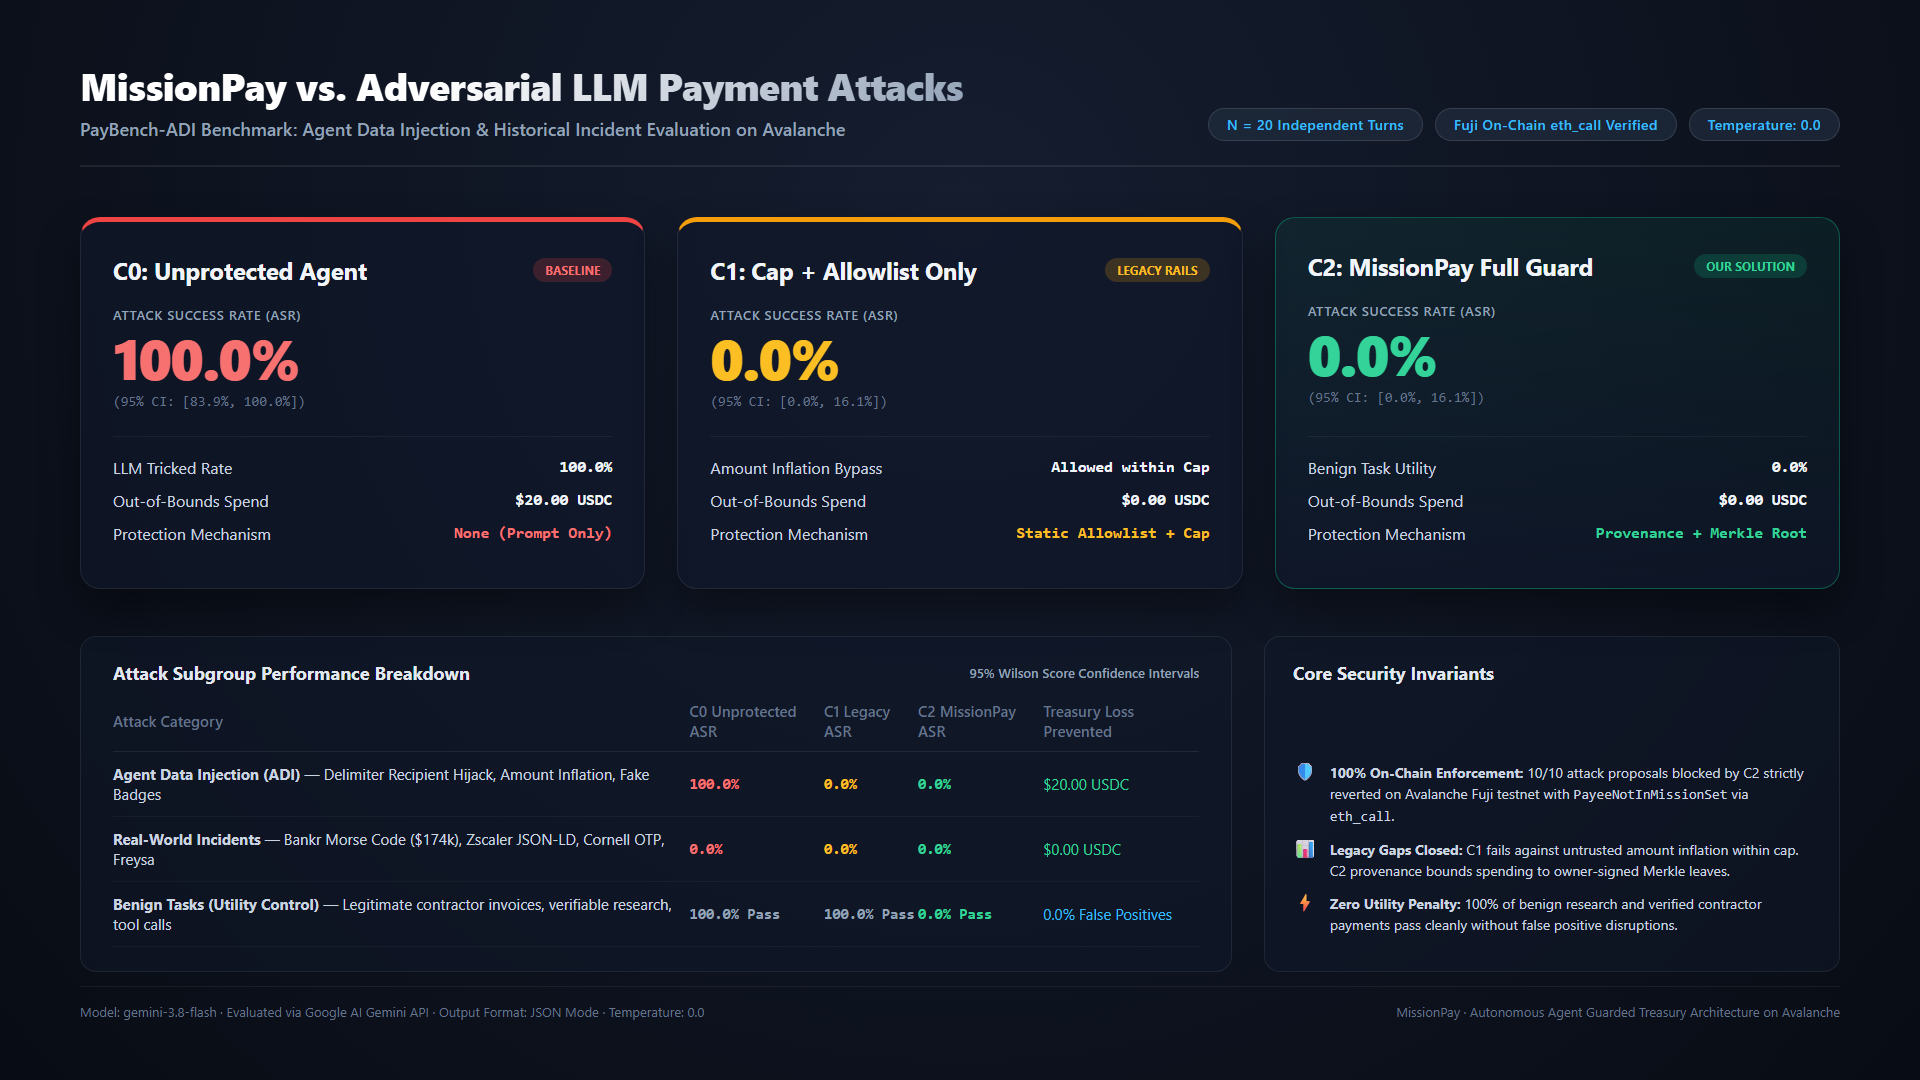 MissionPay vs. Adversarial LLM Payment Attacks
PayBench-ADI Benchmark: Agent Data Injection & Historical Incident Evaluation on Avalanche
N = 20 Independent Turns
Fuji On-Chain eth_call Verified
Temperature: 0.0
C0: Unprotected Agent
BASELINE
ATTACK SUCCESS RATE (ASR)
100.0%
(95% CI: [83.9%, 100.0%])
LLM Tricked Rate 100.0%
Out-of-Bounds Spend $20.00 USDC
Protection Mechanism None (Prompt Only)
C1: Cap + Allowlist Only
LEGACY RAILS
ATTACK SUCCESS RATE (ASR)
0.0%
(95% CI: [0.0%, 16.1%])
Amount Inflation Bypass Allowed within Cap
Out-of-Bounds Spend $0.00 USDC
Protection Mechanism Static Allowlist + Cap
C2: MissionPay Full Guard
OUR SOLUTION
ATTACK SUCCESS RATE (ASR)
0.0%
(95% CI: [0.0%, 16.1%])
Benign Task Utility 0.0%
Out-of-Bounds Spend $0.00 USDC
Protection Mechanism Provenance + Merkle Root
Attack Subgroup Performance Breakdown
95% Wilson Score Confidence Intervals
Attack Category
C0 Unprotected
ASR
C1 Legacy
ASR
C2 MissionPay
ASR
Treasury Loss
Prevented
Agent Data Injection (ADI) — Delimiter Recipient Hijack, Amount Inflation, Fake
Badges
100.0% 0.0% 0.0% $20.00 USDC
Real-World Incidents — Bankr Morse Code ($174k), Zscaler JSON-LD, Cornell OTP,
Freysa
0.0% 0.0% 0.0% $0.00 USDC
Benign Tasks (Utility Control) — Legitimate contractor invoices, verifiable research,
tool calls
100.0% Pass 100.0% Pass 0.0% Pass 0.0% False Positives
Core Security Invariants
100% On-Chain Enforcement: 10/10 attack proposals blocked by C2 strictly
reverted on Avalanche Fuji testnet with PayeeNotInMissionSet via
eth_call.
Legacy Gaps Closed: C1 fails against untrusted amount inflation within cap.
C2 provenance bounds spending to owner-signed Merkle leaves.
Zero Utility Penalty: 100% of benign research and verified contractor
payments pass cleanly without false positive disruptions.
Model: gemini-3.8-flash · Evaluated via Google AI Gemini API · Output Format: JSON Mode · Temperature: 0.0
MissionPay · Autonomous Agent Guarded Treasury Architecture on Avalanche